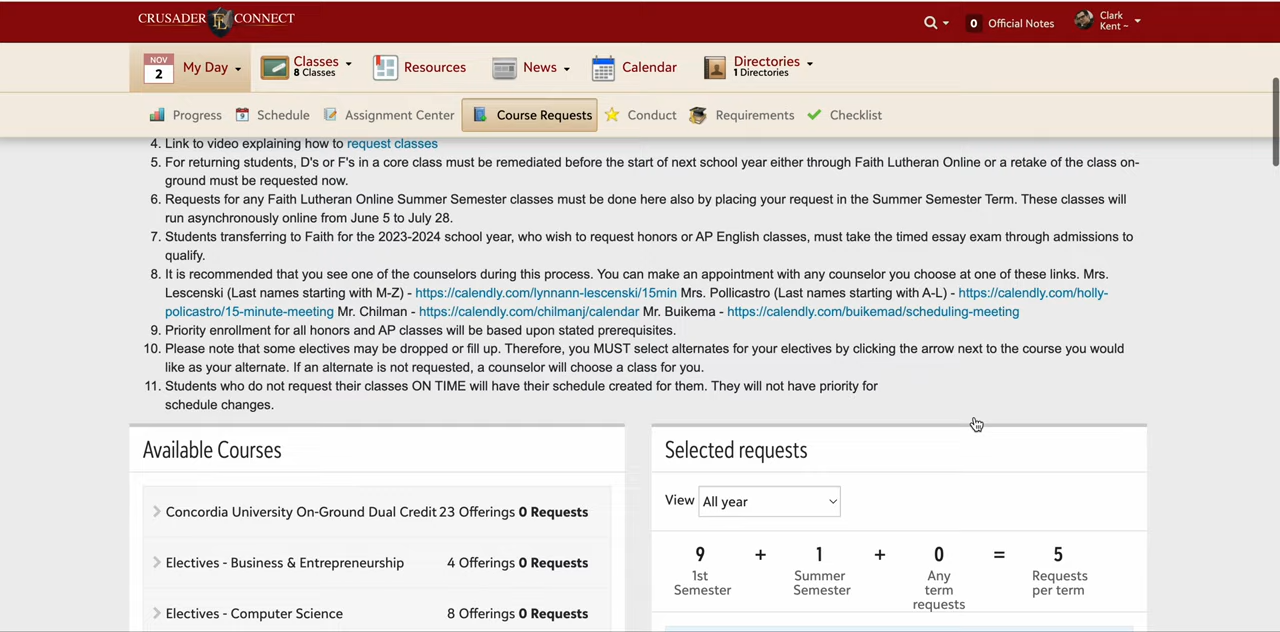 CRUSADER CONNECT
0 Official Notes
Clark
Kent ~
NOV
2
My Day
Classes
8 Classes
Resources
News
Calendar
Directories
1 Directories
Progress
Schedule
Assignment Center
Course Requests
Conduct
Requirements
Checklist
4. Link to video explaining how to request classes
5. For returning students, D's or F's in a core class must be remediated before the start of next school year either through Faith Lutheran Online or a retake of the class on-
ground must be requested now.
6. Requests for any Faith Lutheran Online Summer Semester classes must be done here also by placing your request in the Summer Semester Term. These classes will
run asynchronously online from June 5 to July 28.
7. Students transferring to Faith for the 2023-2024 school year, who wish to request honors or AP English classes, must take the timed essay exam through admissions to
qualify.
8. It is recommended that you see one of the counselors during this process. You can make an appointment with any counselor you choose at one of these links. Mrs.
Lescenski (Last names starting with M-Z) - https://calendly.com/lynnann-lescenski/15min Mrs. Pollicastro (Last names starting with A-L) - https://calendly.com/holly-
policastro/15-minute-meeting Mr. Chilman - https://calendly.com/chilmanj/calendar Mr. Buikema - https://calendly.com/buikemad/scheduling-meeting
9. Priority enrollment for all honors and AP classes will be based upon stated prerequisites.
10. Please note that some electives may be dropped or fill up. Therefore, you MUST select alternates for your electives by clicking the arrow next to the course you would
like as your alternate. If an alternate is not requested, a counselor will choose a class for you.
11. Students who do not request their classes ON TIME will have their schedule created for them. They will not have priority for
schedule changes.
Available Courses
Concordia University On-Ground Dual Credit 23 Offerings 0 Requests
Electives - Business & Entrepreneurship 4 Offerings 0 Requests
Electives - Computer Science 8 Offerings 0 Requests
Selected requests
View All year
9 + 1 + 0 = 5
1st Summer Any Requests
Semester Semester term per term
requests